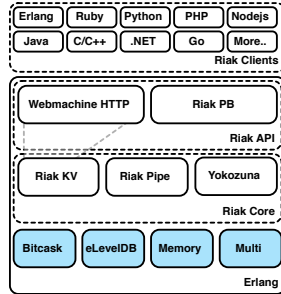 Erlang Ruby Python PHP Nodejs
Java C/C++ .NET Go More..
Riak Clients
Webmachine HTTP Riak PB
Riak API
Riak KV Riak Pipe Yokozuna
Riak Core
Bitcask eLevelDB Memory Multi
Erlang